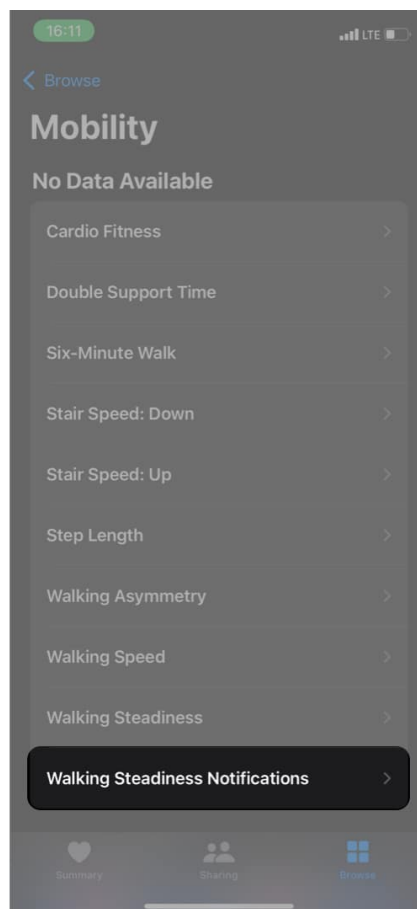 16:11
LTE
Browse
Mobility
No Data Available
Cardio Fitness
Double Support Time
Six-Minute Walk
Stair Speed: Down
Stair Speed: Up
Step Length
Walking Asymmetry
Walking Speed
Walking Steadiness
Walking Steadiness Notifications
Summary
Sharing
Browse